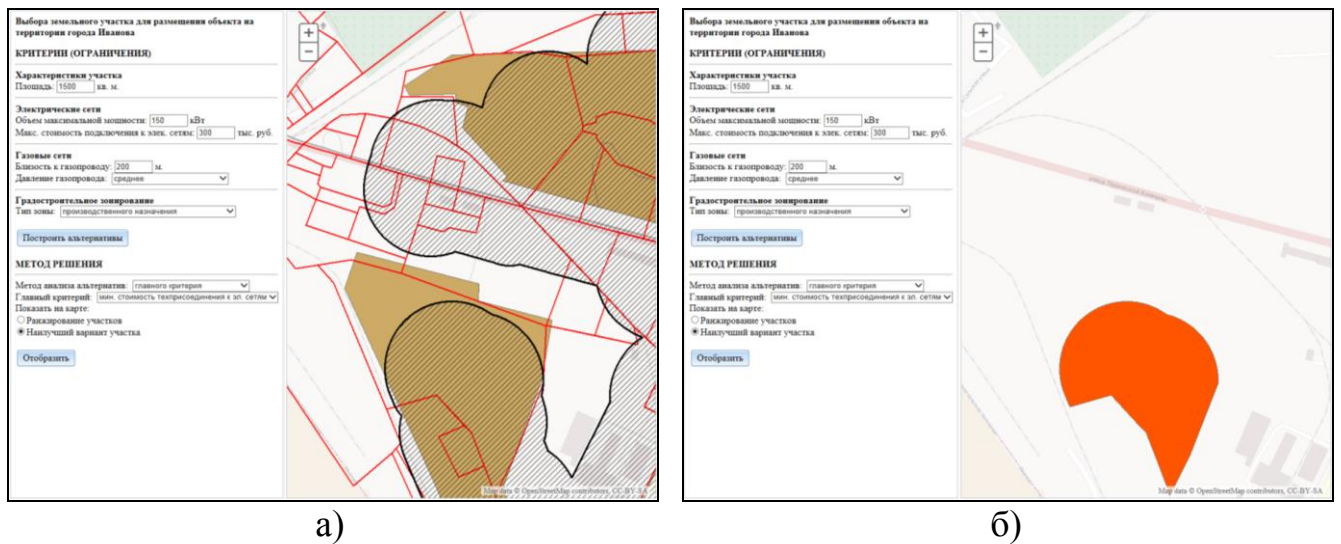 Выбора земельного участка для размещения объекта на
территории города Иванова
КРИТЕРИИ (ОГРАНИЧЕНИЯ)
Характеристики участка
Площадь: 1500 кв. м.
Электрические сети
Объем максимальной мощности: 150 кВт
Макс. стоимость подключения к элек. сетям: 300 тыс. руб.
Газовые сети
Близость к газопроводу: 200 м.
Давление газопровода: среднее
Градостроительное зонирование
Тип зоны: производственного назначения
Построить альтернативы
МЕТОД РЕШЕНИЯ
Метод анализа альтернатив: главного критерия
Главный критерий: мин. стоимость техприсоединения к эл. сетям
Показать на карте:
Ранжирование участков
Наилучший вариант участка
Отобразить
+
−
Map data © OpenStreetMap contributors, CC-BY-SA
а)
Выбора земельного участка для размещения объекта на
территории города Иванова
КРИТЕРИИ (ОГРАНИЧЕНИЯ)
Характеристики участка
Площадь: 1500 кв. м.
Электрические сети
Объем максимальной мощности: 150 кВт
Макс. стоимость подключения к элек. сетям: 300 тыс. руб.
Газовые сети
Близость к газопроводу: 200 м.
Давление газопровода: среднее
Градостроительное зонирование
Тип зоны: производственного назначения
Построить альтернативы
МЕТОД РЕШЕНИЯ
Метод анализа альтернатив: главного критерия
Главный критерий: мин. стоимость техприсоединения к эл. сетям
Показать на карте:
Ранжирование участков
Наилучший вариант участка
Отобразить
+
−
Map data © OpenStreetMap contributors, CC-BY-SA
б)